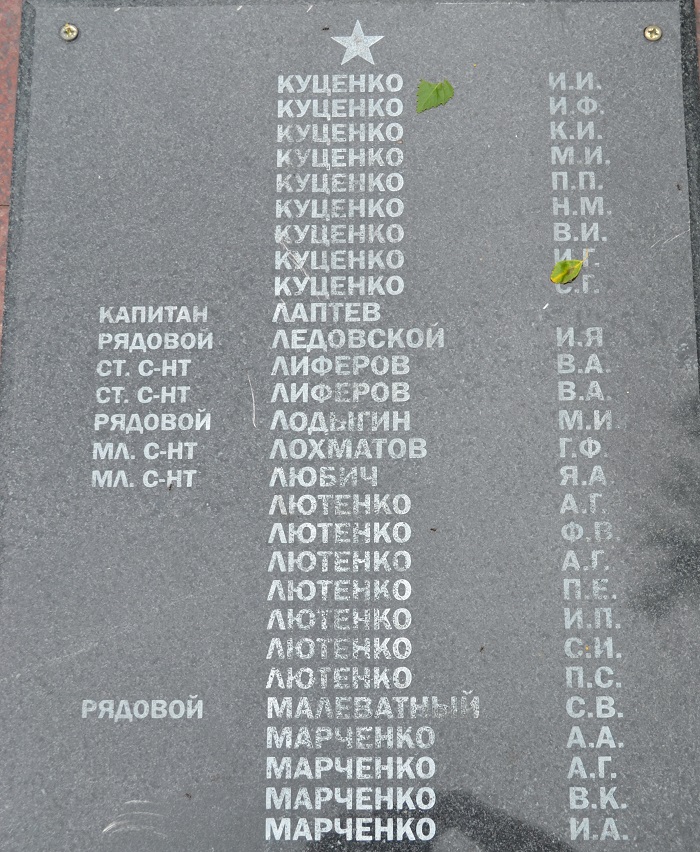 КУЦЕНКО И.И.
КУЦЕНКО И.Ф.
КУЦЕНКО К.И.
КУЦЕНКО М.И.
КУЦЕНКО П.П.
КУЦЕНКО Н.М.
КУЦЕНКО В.И.
КУЦЕНКО И.Г.
КУЦЕНКО С.Г.
КАПИТАН ЛАПТЕВ
РЯДОВОЙ ЛЕДОВСКОЙ И.Я
СТ. С-НТ ЛИФЕРОВ В.А.
СТ. С-НТ ЛИФЕРОВ В.А.
РЯДОВОЙ ЛОДЫГИН М.И.
МЛ. С-НТ ЛОХМАТОВ Г.Ф.
МЛ. С-НТ ЛЮБИЧ Я.А.
ЛЮТЕНКО А.Г.
ЛЮТЕНКО Ф.В.
ЛЮТЕНКО А.Г.
ЛЮТЕНКО П.Е.
ЛЮТЕНКО И.П.
ЛЮТЕНКО С.И.
ЛЮТЕНКО П.С.
РЯДОВОЙ МАЛЕВАТНЫЙ С.В.
МАРЧЕНКО А.А.
МАРЧЕНКО А.Г.
МАРЧЕНКО В.К.
МАРЧЕНКО И.А.